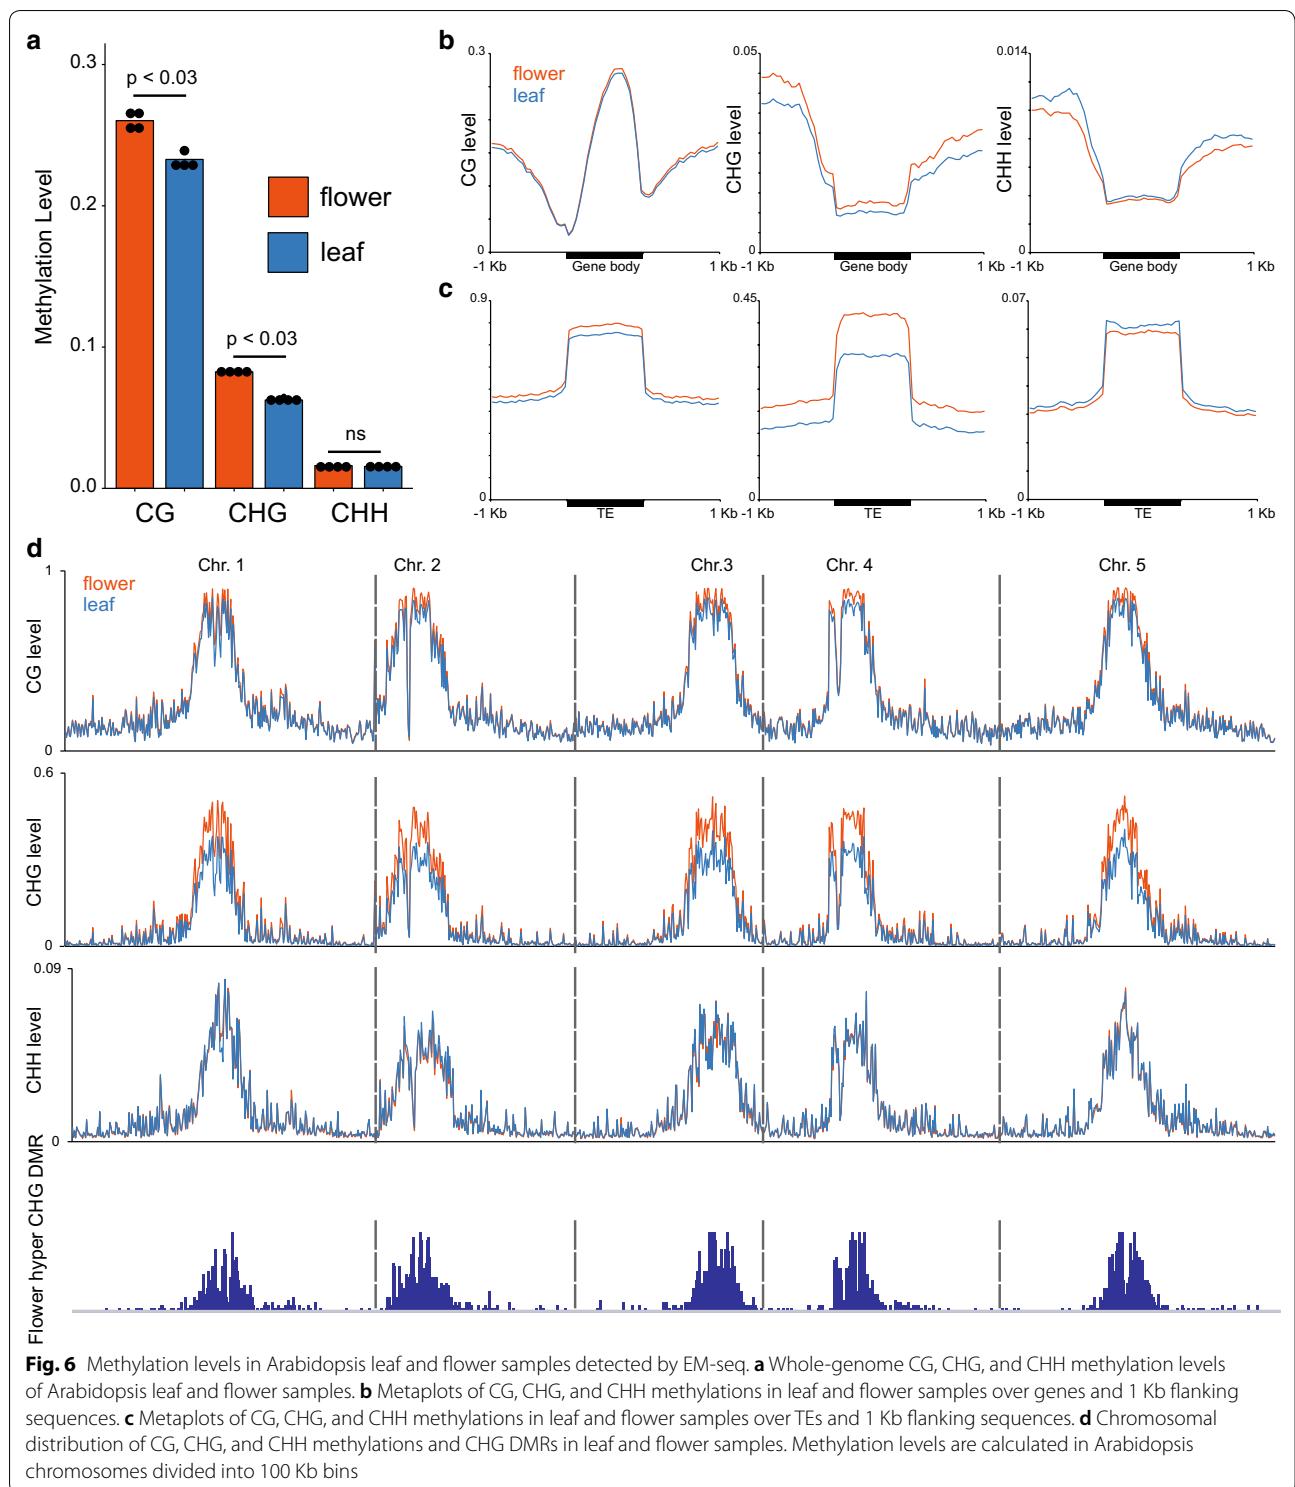 a
0.3
0.2
0.1
0.0
Methylation Level
p < 0.03
p < 0.03
ns
flower
leaf
CG
CHG
CHH
b
0.3
CG level
0
flower
leaf
-1 Kb
Gene body
1 Kb
0.05
CHG level
0
-1 Kb
Gene body
1 Kb
0.014
CHH level
0
-1 Kb
Gene body
1 Kb
c
0.9
0
-1 Kb
TE
1 Kb
0.45
0
-1 Kb
TE
1 Kb
0.07
0
-1 Kb
TE
1 Kb
d
Chr. 1
Chr. 2
Chr.3
Chr. 4
Chr. 5
flower
leaf
1
CG level
0
0.6
CHG level
0
0.09
CHH level
0
Flower hyper CHG DMR
Fig. 6 Methylation levels in Arabidopsis leaf and flower samples detected by EM-seq. a Whole-genome CG, CHG, and CHH methylation levels
of Arabidopsis leaf and flower samples. b Metaplots of CG, CHG, and CHH methylations in leaf and flower samples over genes and 1 Kb flanking
sequences. c Metaplots of CG, CHG, and CHH methylations in leaf and flower samples over TEs and 1 Kb flanking sequences. d Chromosomal
distribution of CG, CHG, and CHH methylations and CHG DMRs in leaf and flower samples. Methylation levels are calculated in Arabidopsis
chromosomes divided into 100 Kb bins